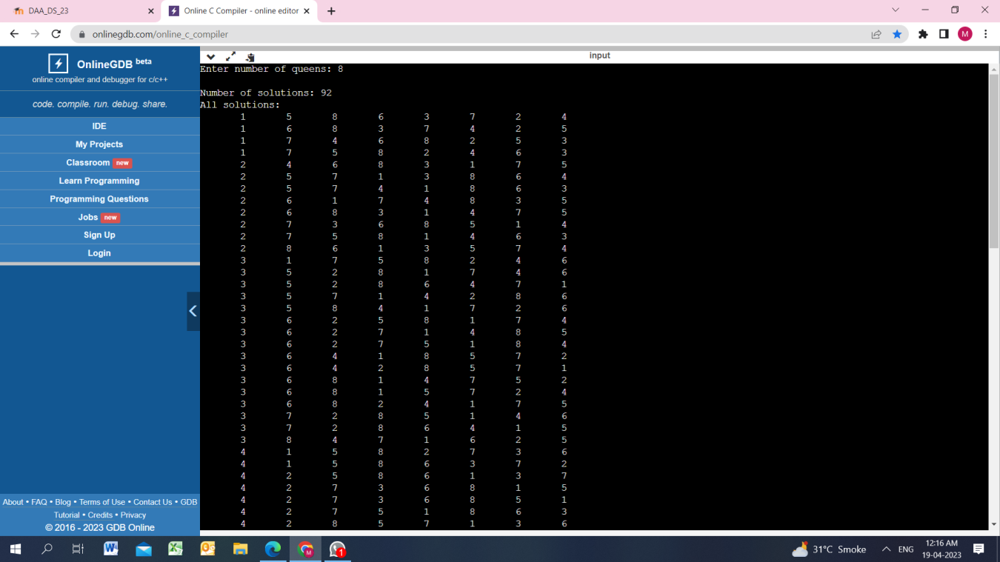 DAA_DS_23
Online C Compiler - online editor
onlinegdb.com/online_c_compiler
M
OnlineGDB beta
online compiler and debugger for c/c++
code. compile. run. debug. share.
IDE
My Projects
Classroom new
Learn Programming
Programming Questions
Jobs new
Sign Up
Login
About • FAQ • Blog • Terms of Use • Contact Us • GDB
Tutorial • Credits • Privacy
© 2016 - 2023 GDB Online
input
Enter number of queens: 8
Number of solutions: 92
All solutions:
1 5 8 6 3 7 2 4
1 6 8 3 7 4 2 5
1 7 4 6 8 2 5 3
1 7 5 8 2 4 6 3
2 4 6 8 3 1 7 5
2 5 7 1 3 8 6 4
2 5 7 4 1 8 6 3
2 6 1 7 4 8 3 5
2 6 8 3 1 4 7 5
2 7 3 6 8 5 1 4
2 7 5 8 1 4 6 3
2 8 6 1 3 5 7 4
3 1 7 5 8 2 4 6
3 5 2 8 1 7 4 6
3 5 2 8 6 4 7 1
3 5 7 1 4 2 8 6
3 5 8 4 1 7 2 6
3 6 2 5 8 1 7 4
3 6 2 7 1 4 8 5
3 6 2 7 5 1 8 4
3 6 4 1 8 5 7 2
3 6 4 2 8 5 7 1
3 6 8 1 4 7 5 2
3 6 8 1 5 7 2 4
3 6 8 2 4 1 7 5
3 7 2 8 5 1 4 6
3 7 2 8 6 4 1 5
3 8 4 7 1 6 2 5
4 1 5 8 2 7 3 6
4 1 5 8 6 3 7 2
4 2 5 8 6 1 3 7
4 2 7 3 6 8 1 5
4 2 7 3 6 8 5 1
4 2 7 5 1 8 6 3
4 2 8 5 7 1 3 6
31°C Smoke
ENG
12:16 AM
19-04-2023